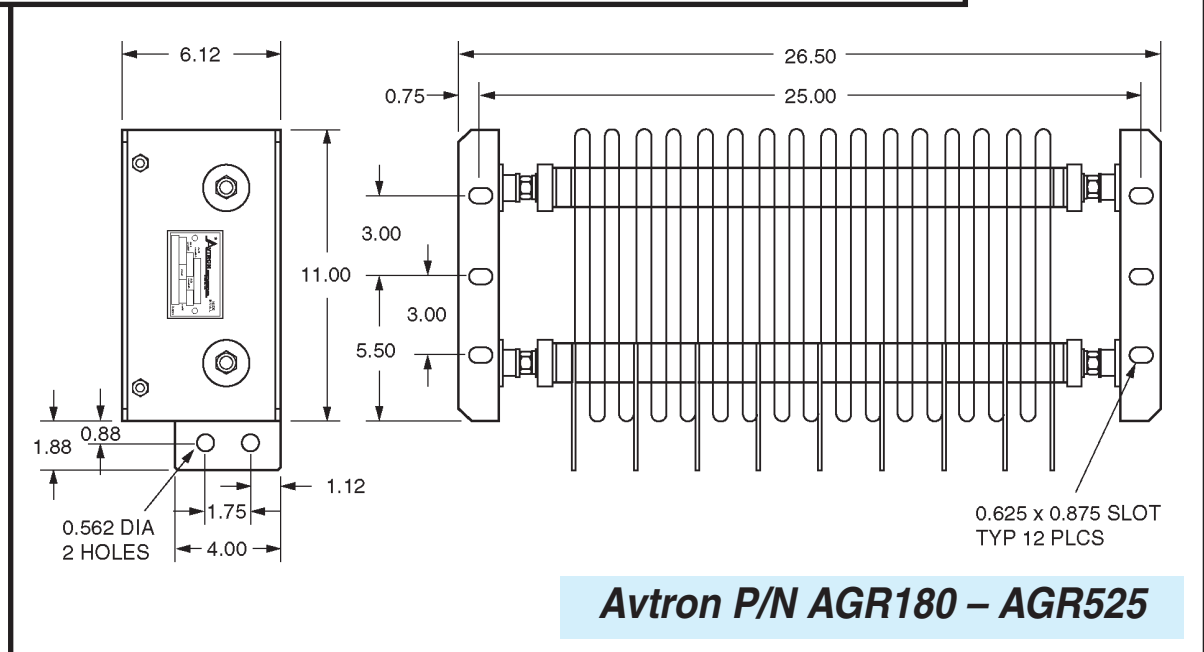 6.12
26.50
0.75
25.00
3.00
11.00
3.00
5.50
1.88
0.88
1.12
1.75
4.00
0.562 DIA
2 HOLES
0.625 x 0.875 SLOT
TYP 12 PLCS
AVTRON
Avtron P/N AGR180 – AGR525